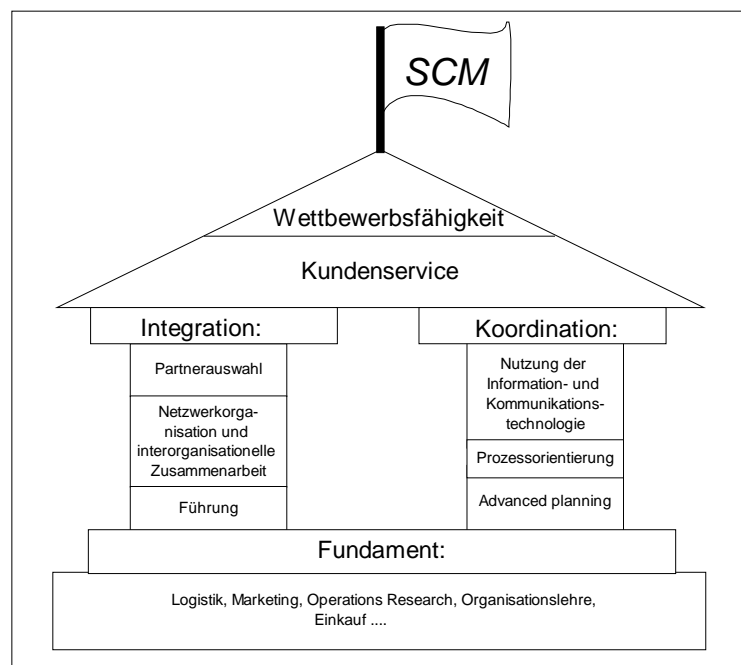 SCM
Wettbewerbsfähigkeit
Kundenservice
Integration:
Partnerauswahl
Netzwerkorga-
nisation und
interorganisationelle
Zusammenarbeit
Führung
Koordination:
Nutzung der
Information- und
Kommunikations-
technologie
Prozessorientierung
Advanced planning
Fundament:
Logistik, Marketing, Operations Research, Organisationslehre,
Einkauf ....